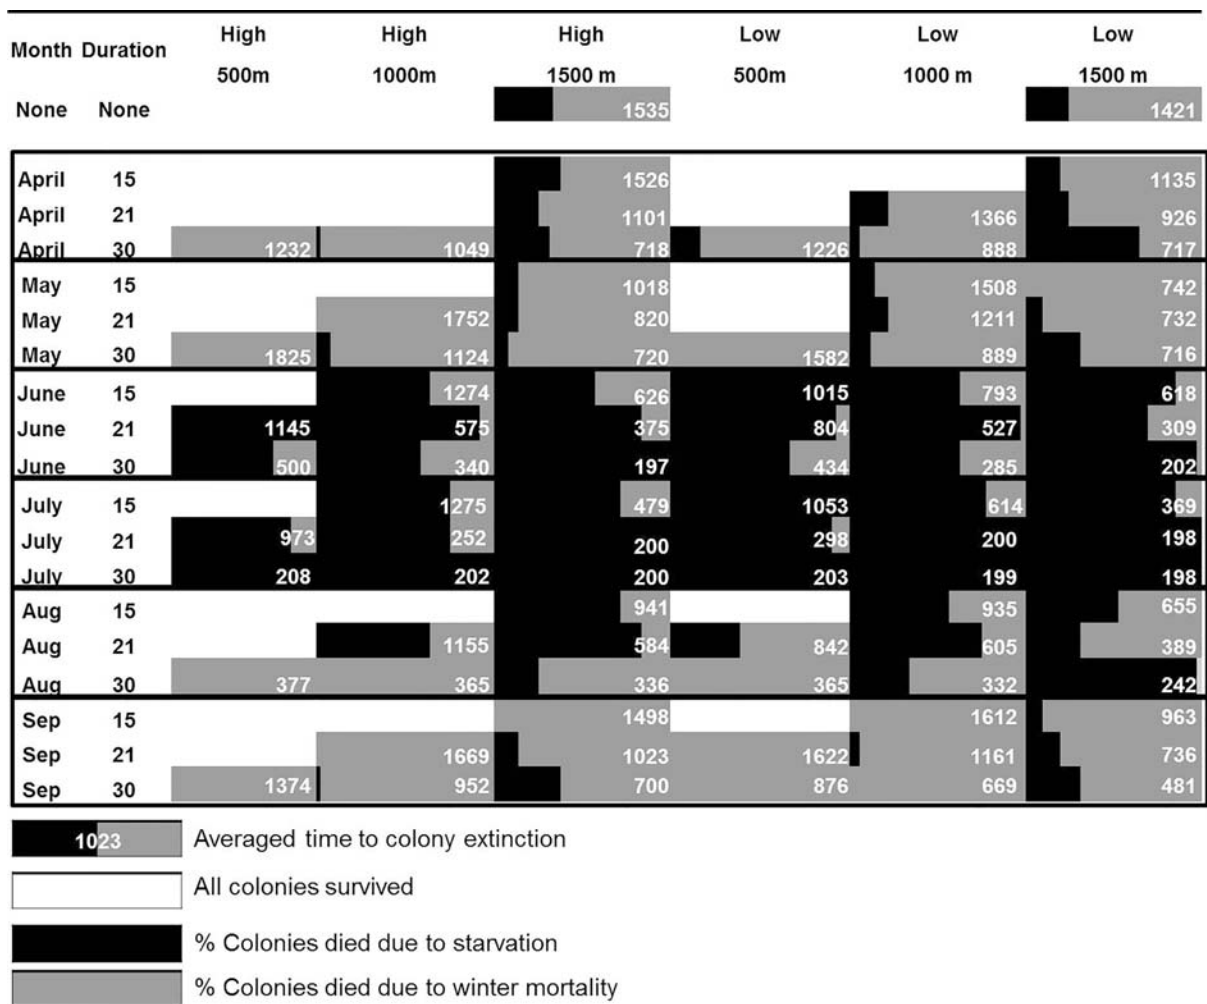 Month Duration High High High Low Low Low
500m 1000m 1500 m 500m 1000 m 1500 m
None None 1535 1421
April 15 1526 1135
April 21 1101 1366 926
April 30 1232 1049 718 1226 888 717
May 15 1018 1508 742
May 21 1752 820 1211 732
May 30 1825 1124 720 1582 889 716
June 15 1274 626 1015 793 618
June 21 1145 575 375 804 527 309
June 30 500 340 197 434 285 202
July 15 1275 479 1053 614 369
July 21 973 252 200 298 200 198
July 30 208 202 200 203 199 198
Aug 15 941 935 655
Aug 21 1155 584 842 605 389
Aug 30 377 365 336 365 332 242
Sep 15 1498 1612 963
Sep 21 1669 1023 1622 1161 736
Sep 30 1374 952 700 876 669 481
1023 Averaged time to colony extinction
All colonies survived
% Colonies died due to starvation
% Colonies died due to winter mortality